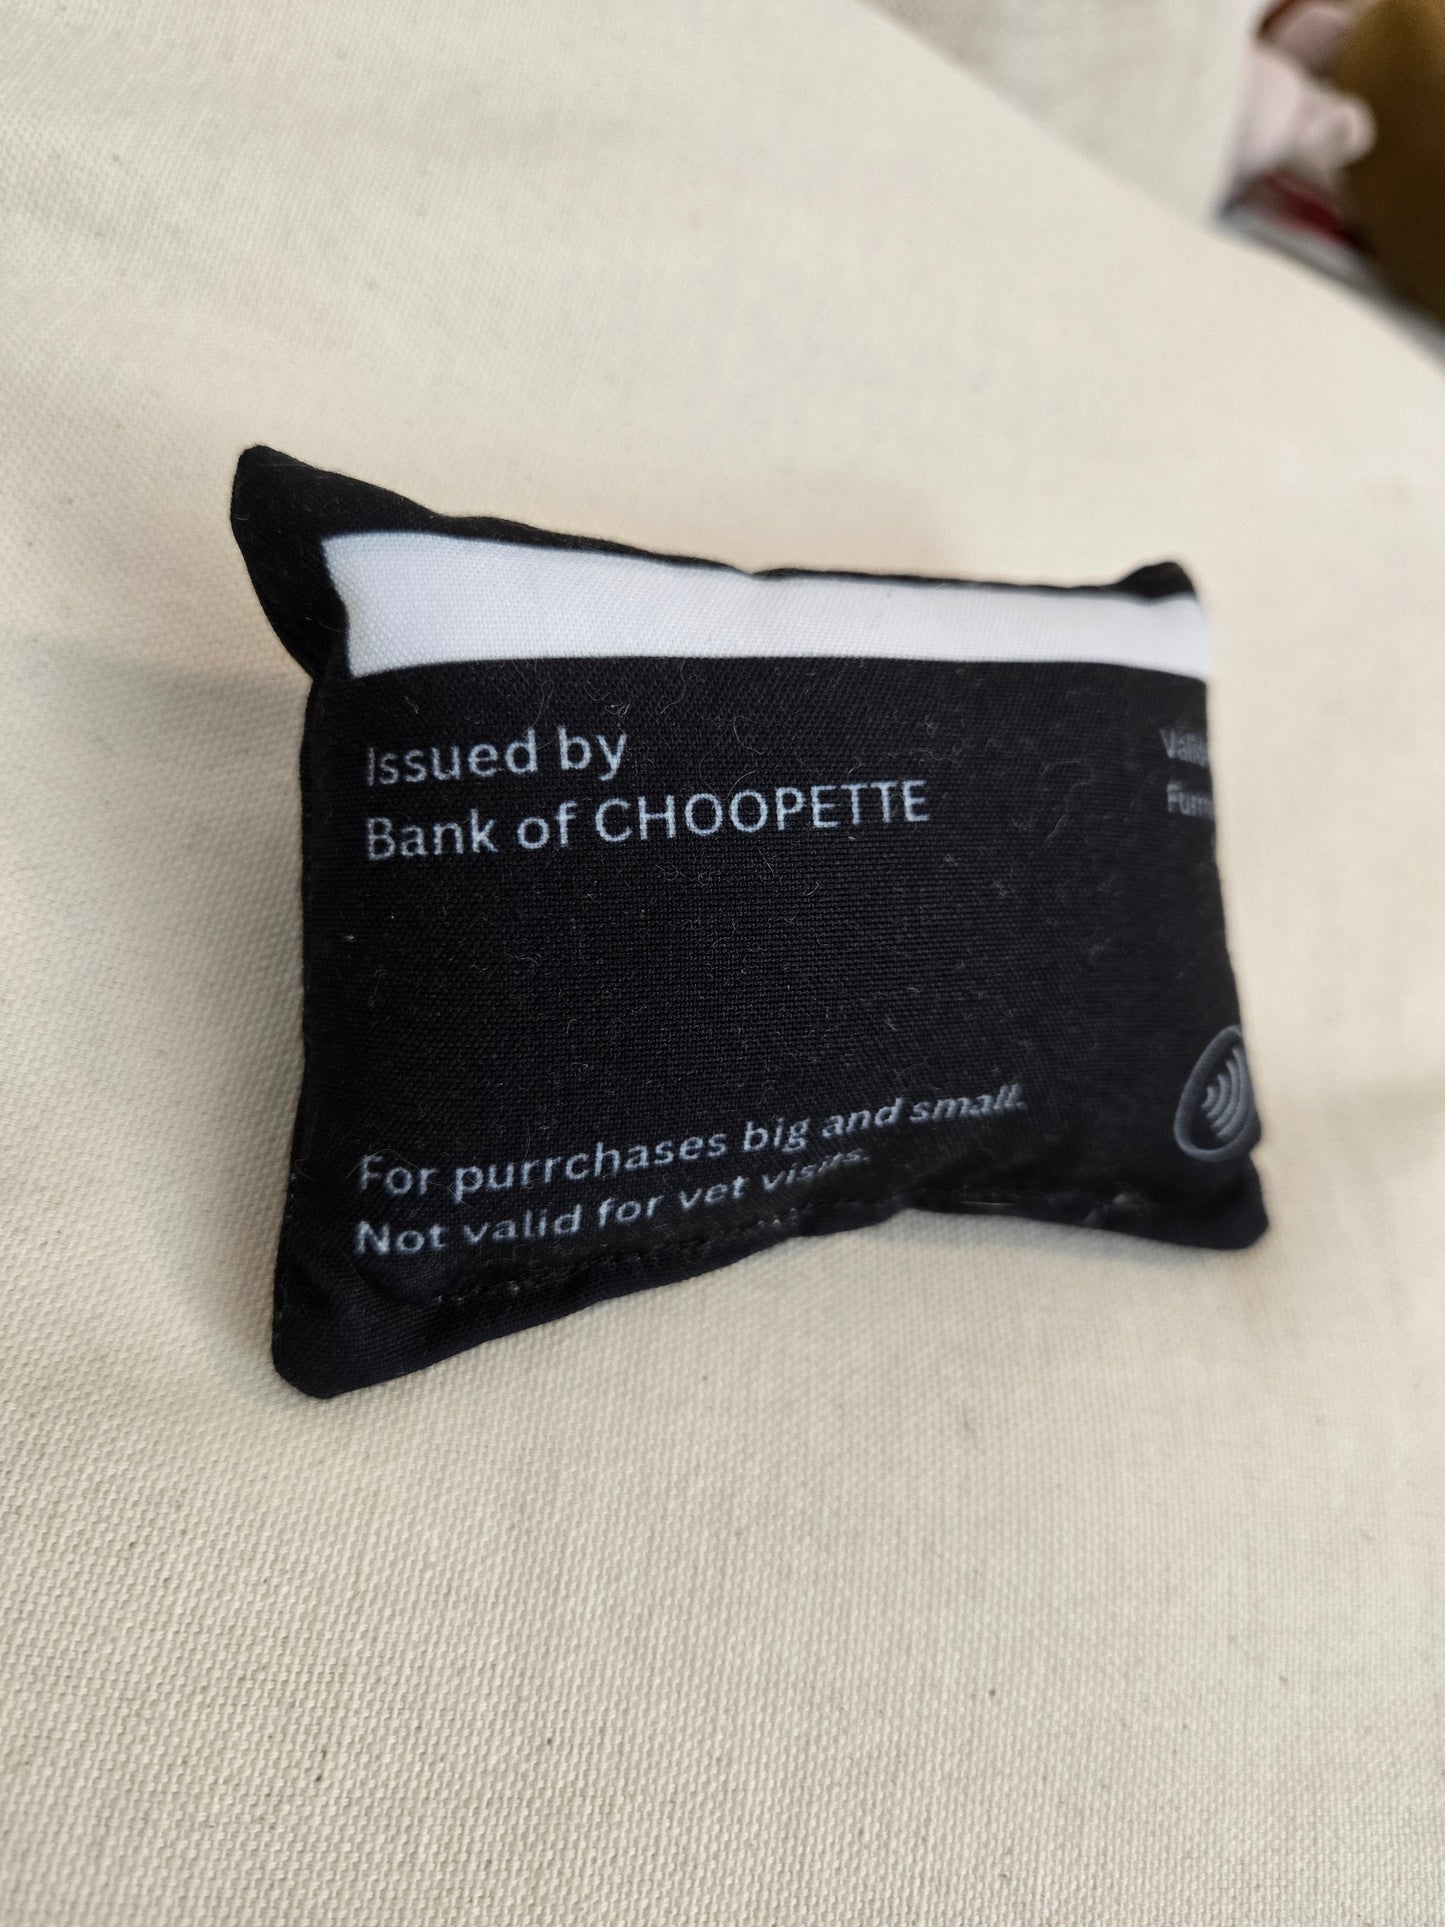 Issued by
Bank of CHOOPETTE
For purrchases big and small.
Not valid for vet visits.